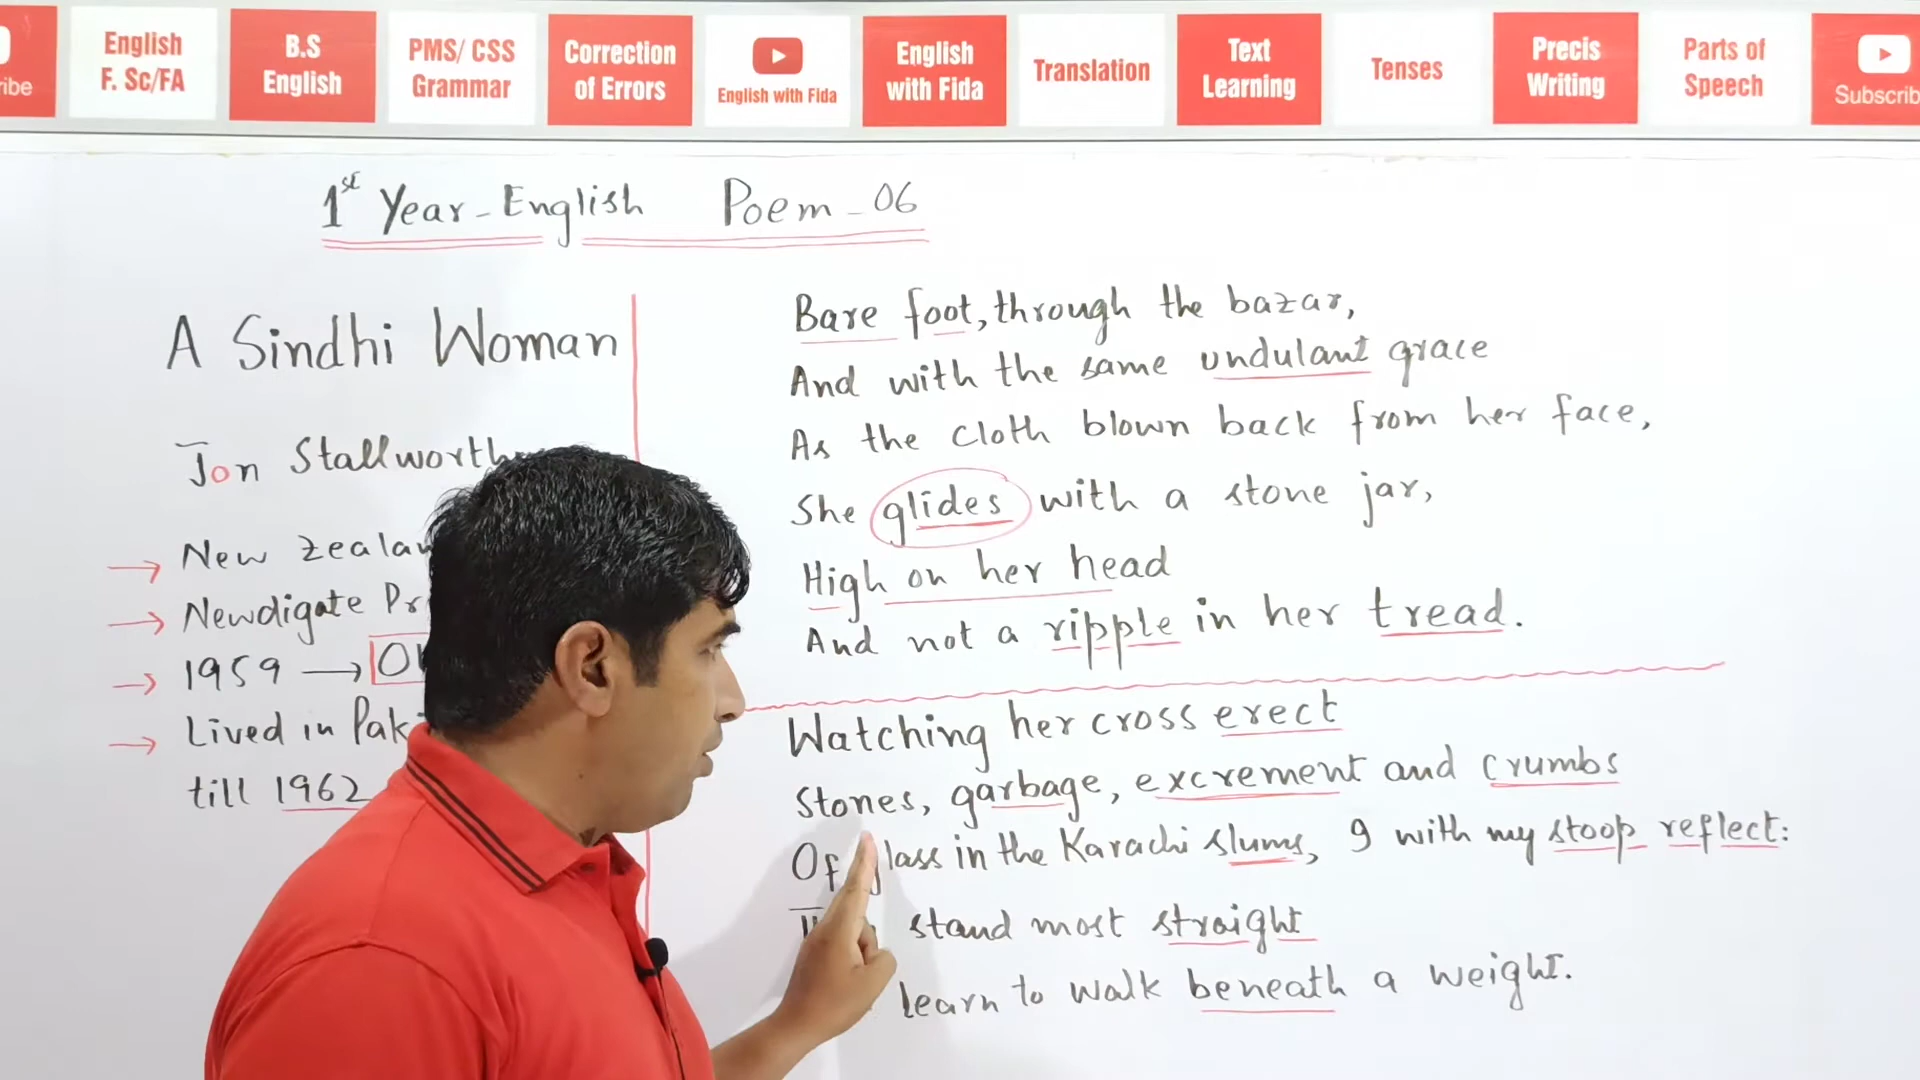 English
F. Sc/FA
B.S
English
PMS/ CSS
Grammar
Correction
of Errors
English with Fida
English
with Fida
Translation
Text
Learning
Tenses
Precis
Writing
Parts of
Speech
Subscrib
1st Year - English Poem - 06
A Sindhi Woman
Jon Stallworth
→ New Zealan
→ Newdigate Pr
→ 1959 →
→ Lived in Pak
till 1962
Bare foot, through the bazar,
And with the same undulant grace
As the cloth blown back from her face,
She glides with a stone jar,
High on her head
And not a ripple in her tread.
Watching her cross erect
Stones, garbage, excrement and crumbs
Of glass in the Karachi slums, I with my stoop reflect:
stand most straight
learn to walk beneath a weight.